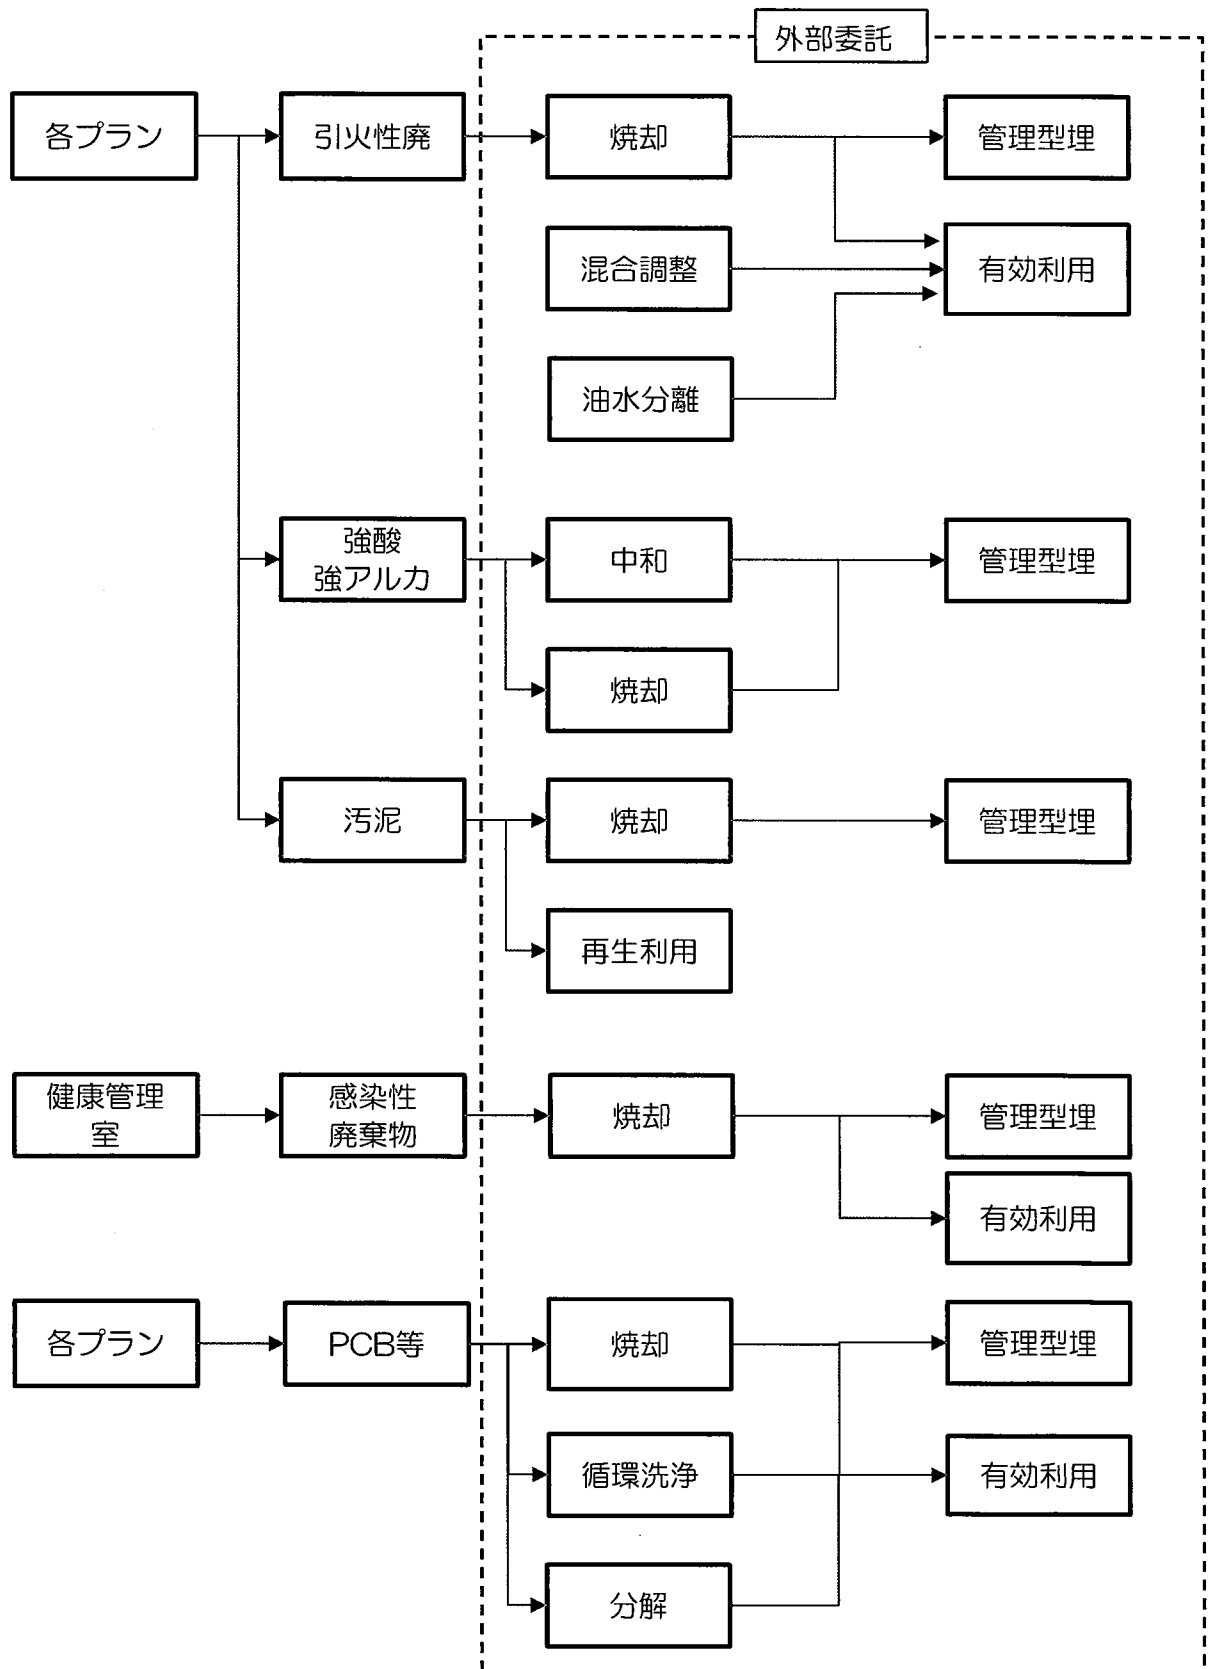 外部委託
各プラン
引火性廃
焼却
管理型埋
混合調整
有効利用
油水分離
強酸
強アルカ
中和
管理型埋
焼却
汚泥
焼却
管理型埋
再生利用
健康管理
室
感染性
廃棄物
焼却
管理型埋
有効利用
各プラン
PCB等
焼却
管理型埋
循環洗浄
有効利用
分解